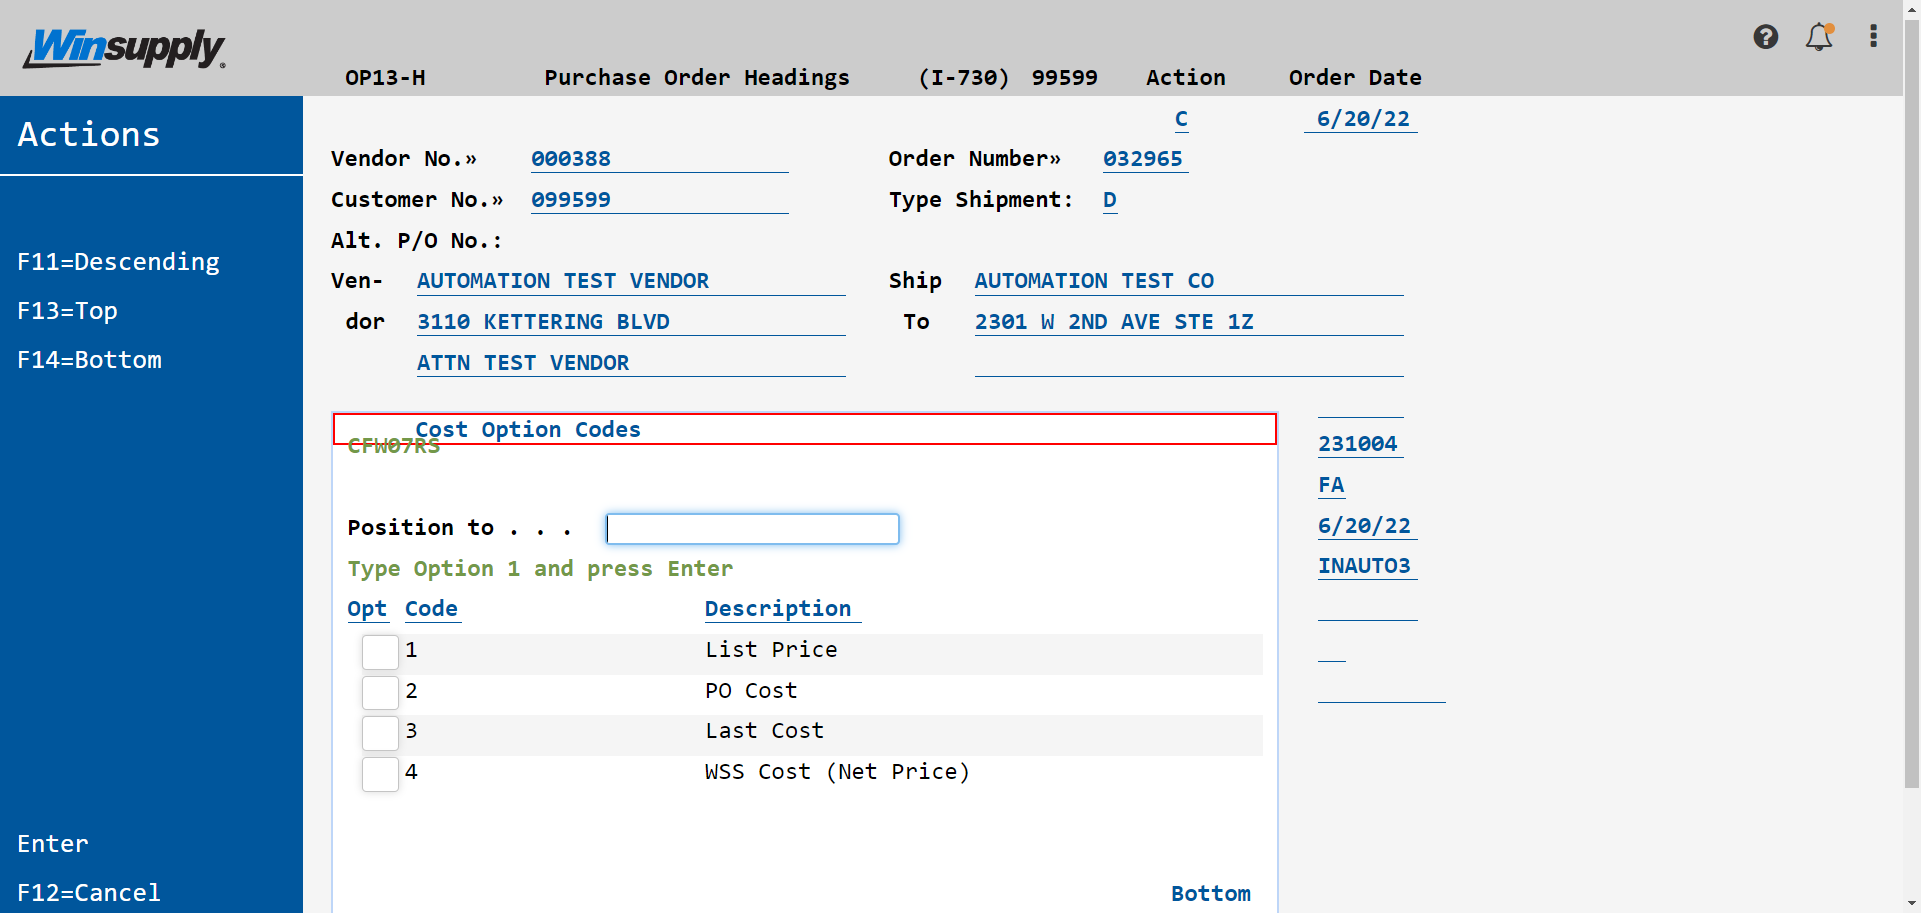 Winsupply
OP13-H Purchase Order Headings (I-730) 99599 Action Order Date
C 6/20/22
Actions
Vendor No.» 000388 Order Number» 032965
Customer No.» 099599 Type Shipment: D
Alt. P/O No.:
Ven- AUTOMATION TEST VENDOR Ship AUTOMATION TEST CO
dor 3110 KETTERING BLVD To 2301 W 2ND AVE STE 1Z
ATTN TEST VENDOR
F11=Descending
F13=Top
F14=Bottom
Cost Option Codes
CFW07RS 231004
FA
Position to . . . 6/20/22
Type Option 1 and press Enter INAUTO3
Opt Code Description
1 List Price
2 PO Cost
3 Last Cost
4 WSS Cost (Net Price)
Bottom
Enter
F12=Cancel